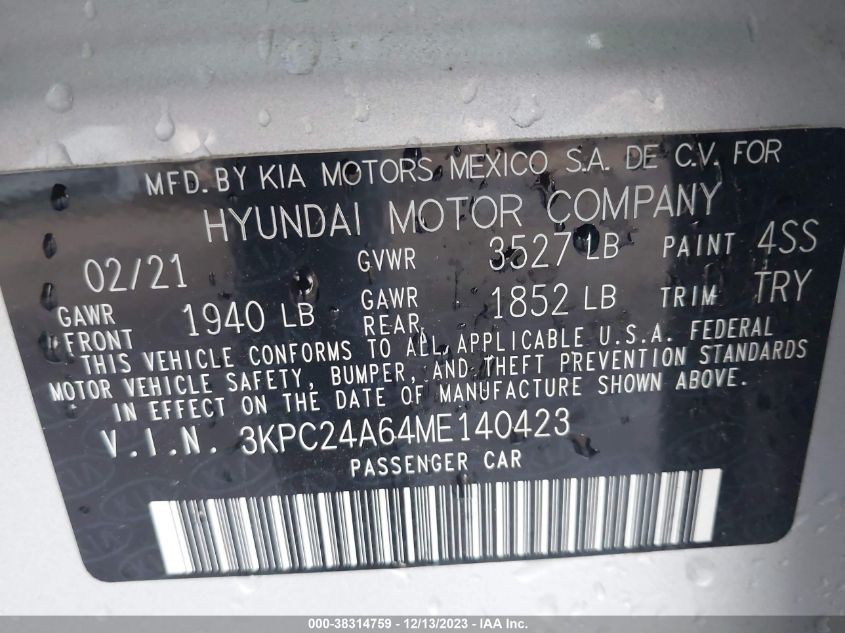 MFD. BY KIA MOTORS MEXICO S.A. DE C.V. FOR
HYUNDAI MOTOR COMPANY
02/21 GVWR 3527 LB PAINT 4SS
GAWR FRONT 1940 LB GAWR REAR 1852 LB TRIM TRY
THIS VEHICLE CONFORMS TO ALL APPLICABLE U.S.A. FEDERAL
MOTOR VEHICLE SAFETY, BUMPER, AND THEFT PREVENTION STANDARDS
IN EFFECT ON THE DATE OF MANUFACTURE SHOWN ABOVE.
V.I.N. 3KPC24A64ME140423
PASSENGER CAR
000-38314759 - 12/13/2023 - IAA Inc.